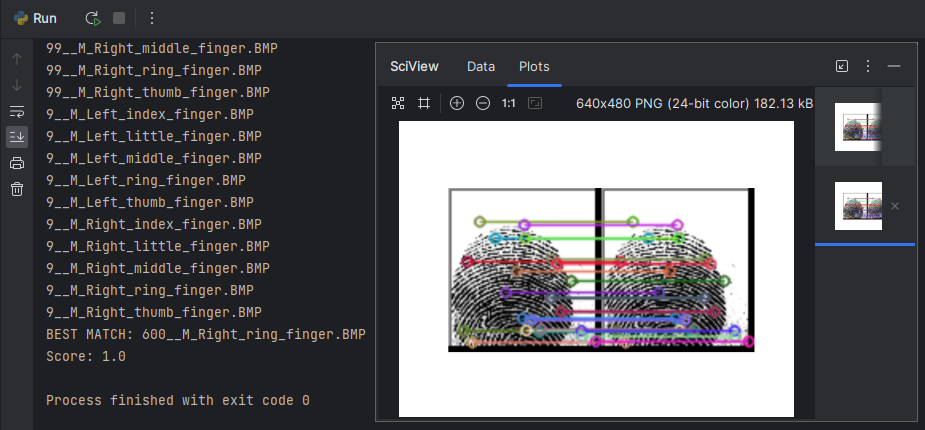 Run
99__M_Right_middle_finger.BMP
99__M_Right_ring_finger.BMP
99__M_Right_thumb_finger.BMP
9__M_Left_index_finger.BMP
9__M_Left_little_finger.BMP
9__M_Left_middle_finger.BMP
9__M_Left_ring_finger.BMP
9__M_Left_thumb_finger.BMP
9__M_Right_index_finger.BMP
9__M_Right_little_finger.BMP
9__M_Right_middle_finger.BMP
9__M_Right_ring_finger.BMP
9__M_Right_thumb_finger.BMP
BEST MATCH: 600__M_Right_ring_finger.BMP
Score: 1.0
Process finished with exit code 0
SciView Data Plots
1:1 640x480 PNG (24-bit color) 182.13 kB